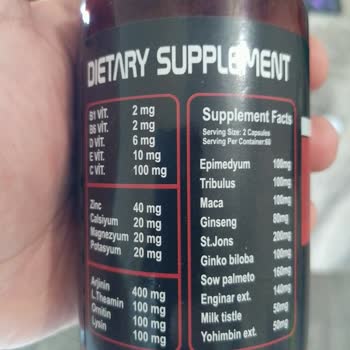 DIETARY SUPPLEMENT
B1 VİT. 2 mg
B6 VİT. 2 mg
D VİT. 6 mg
E VİT. 10 mg
C VİT. 100 mg
Zinc 40 mg
Calsiyum 20 mg
Magnezyum 20 mg
Potasyum 20 mg
Arjinin 400 mg
L.Theamin 100 mg
Ornitin 100 mg
Lysin 100 mg
Supplement Facts
Serving Size: 2 Capsules
Serving Per Container:60
Epimedyum 100mg
Tribulus 100mg
Maca 100mg
Ginseng 80mg
St.Jons 200mg
Ginko biloba 100mg
Sow palmeto 160mg
Enginar ext. 140mg
Milk tistle 50mg
Yohimbin ext. 50mg